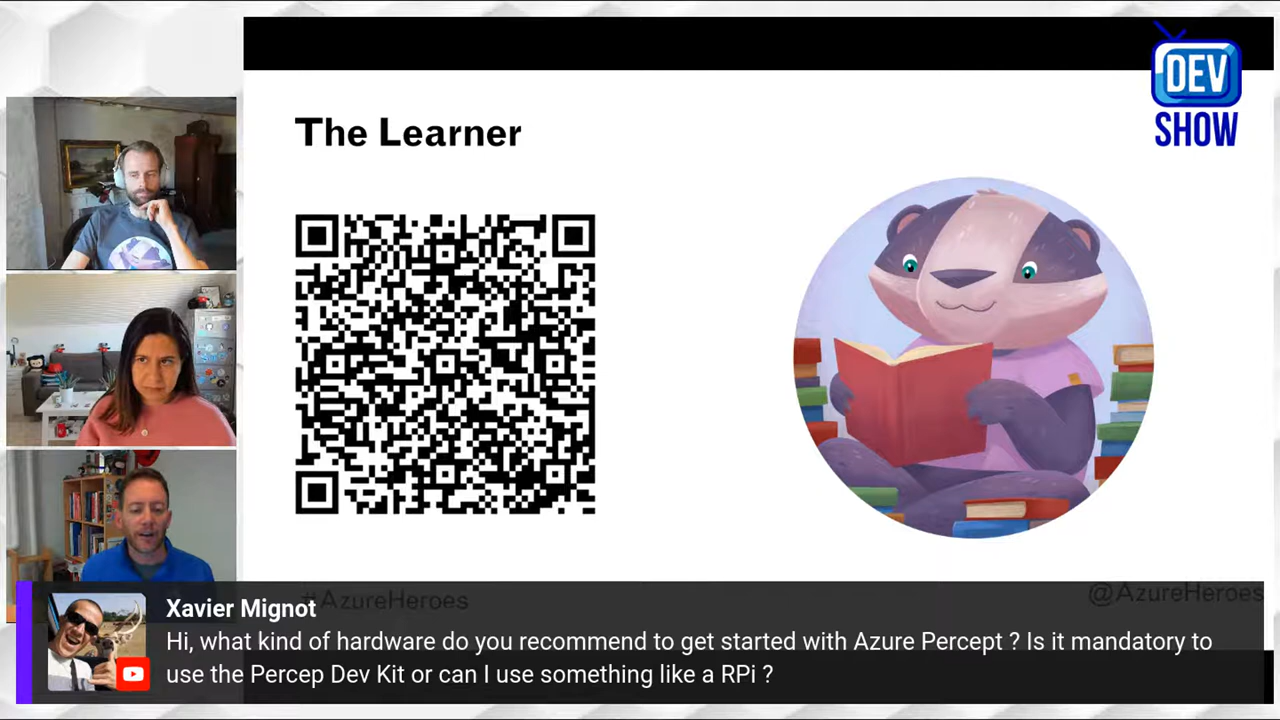 DEV
SHOW
The Learner
#AzureHeroes
@AzureHeroes
Xavier Mignot
Hi, what kind of hardware do you recommend to get started with Azure Percept ? Is it mandatory to
use the Percep Dev Kit or can I use something like a RPi ?